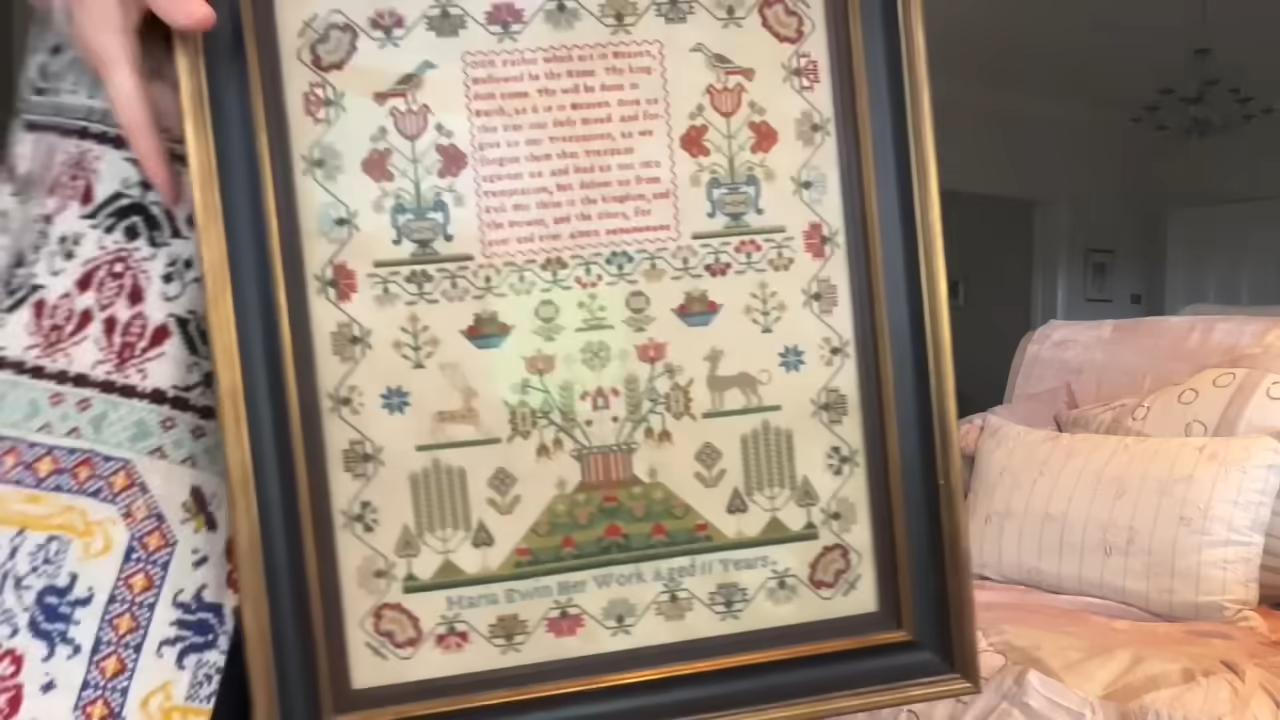 OUR Father which art in Heaven,
Hallowed be thy Name. Thy king-
dom come. Thy will be done in
Earth, as it is in Heaven. Give us
this Day our daily Bread. And for-
give us our Trespasses, as we
forgive them that Trespass
against us. and lead us not into
Temptation, but deliver us from
Evil. For thine is the kingdom, and
the Power, and the Glory, for
ever and ever. AMEN.
Maria Ewin Her Work Aged 11 Years.